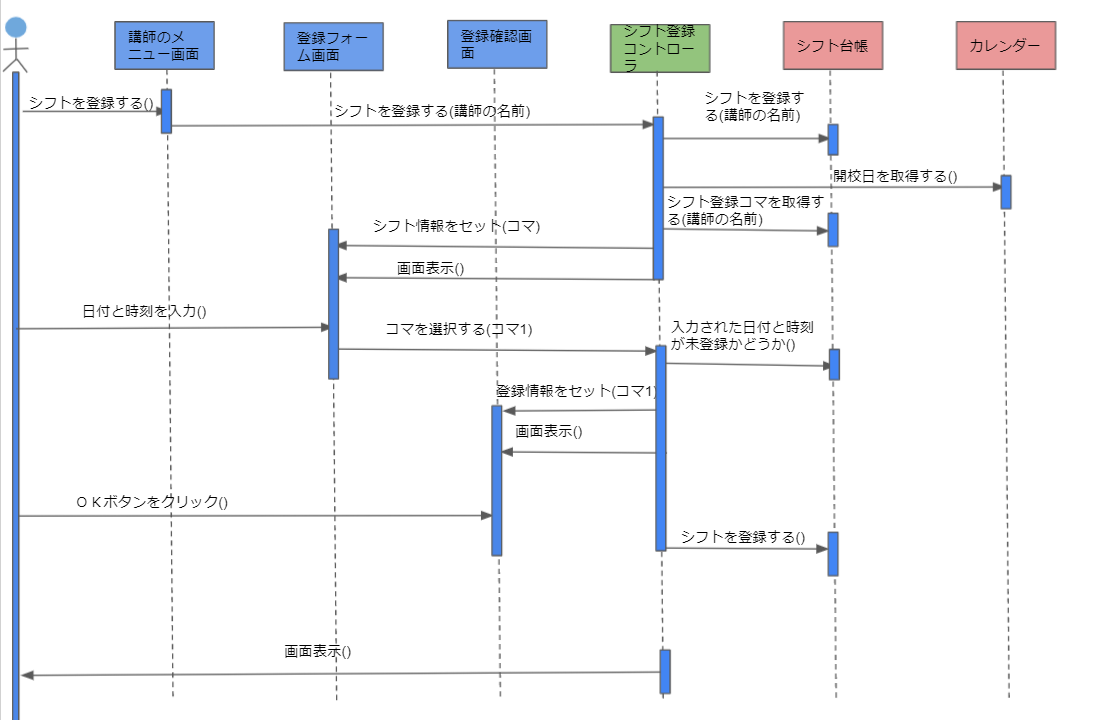 講師のメ
ニュー画面
登録フォー
ム画面
登録確認画
面
シフト登録
コントロー
ラ
シフト台帳
カレンダー
シフトを登録する()
シフトを登録する(講師の名前)
シフトを登録す
る(講師の名前)
開校日を取得する()
シフト登録コマを取得す
る(講師の名前)
シフト情報をセット(コマ)
画面表示()
日付と時刻を入力()
コマを選択する(コマ1)
入力された日付と時刻
が未登録かどうか()
登録情報をセット(コマ1)
画面表示()
ＯＫボタンをクリック()
シフトを登録する()
画面表示()